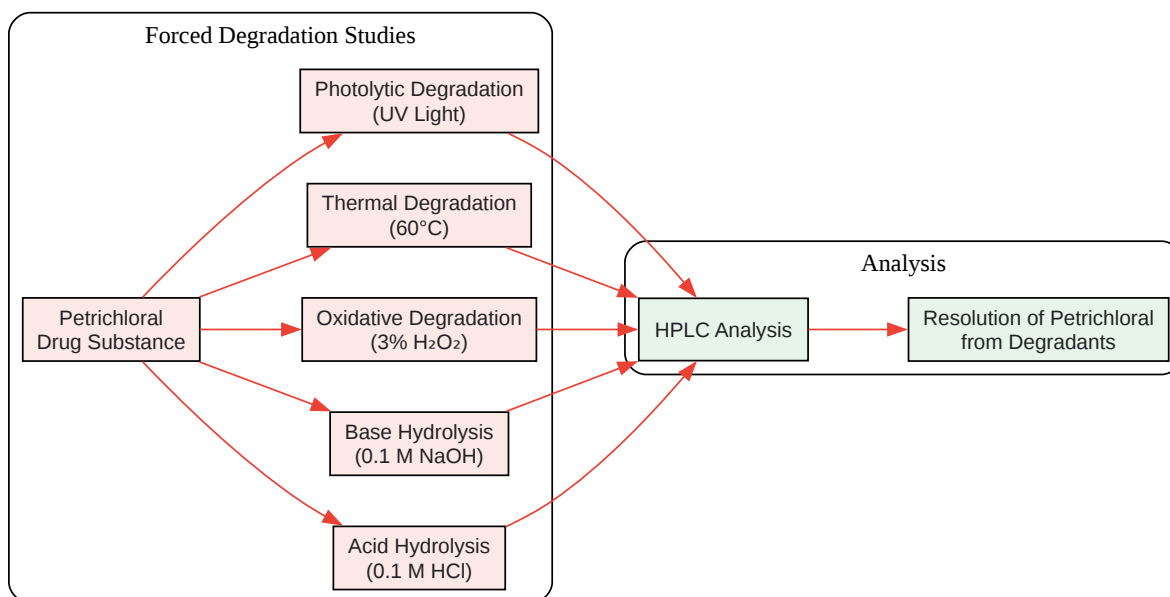 Forced Degradation Studies
Photolytic Degradation
(UV Light)
Thermal Degradation
(60°C)
Analysis
Petrichloral
Drug Substance
Oxidative Degradation
(3% H₂O₂)
HPLC Analysis
Resolution of Petrichloral
from Degradants
Base Hydrolysis
(0.1 M NaOH)
Acid Hydrolysis
(0.1 M HCl)